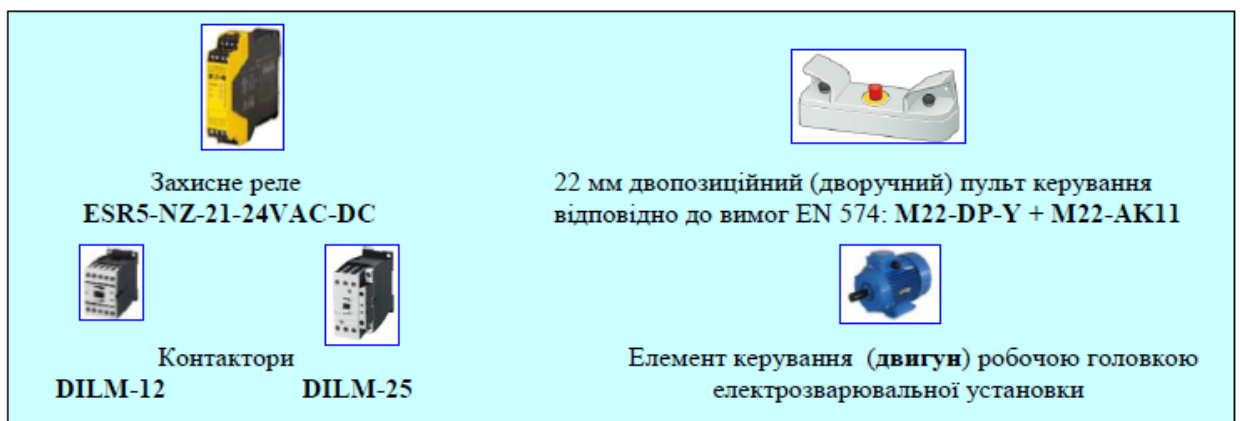 Захисне реле
ESR5-NZ-21-24VAC-DC
22 мм двопозиційний (дворучний) пульт керування
відповідно до вимог EN 574: M22-DP-Y + M22-AK11
Контактори
DILM-12 DILM-25
Елемент керування (двигун) робочою головкою
електрозварювальної установки